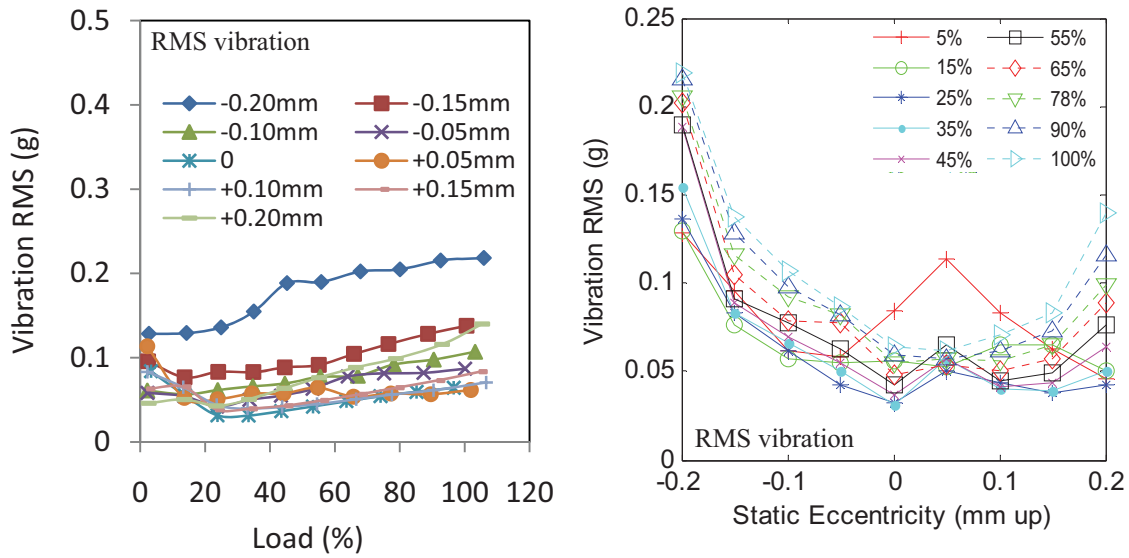 0.5
0.4
0.3
0.2
0.1
0
Vibration RMS (g)
RMS vibration
-0.20mm
-0.15mm
-0.10mm
-0.05mm
0
+0.05mm
+0.10mm
+0.15mm
+0.20mm
0 20 40 60 80 100 120
Load (%)
0.25
0.2
0.15
0.1
0.05
0
Vibration RMS (g)
5%
55%
15%
65%
25%
78%
35%
90%
45%
100%
RMS vibration
-0.2 -0.1 0 0.1 0.2
Static Eccentricity (mm up)